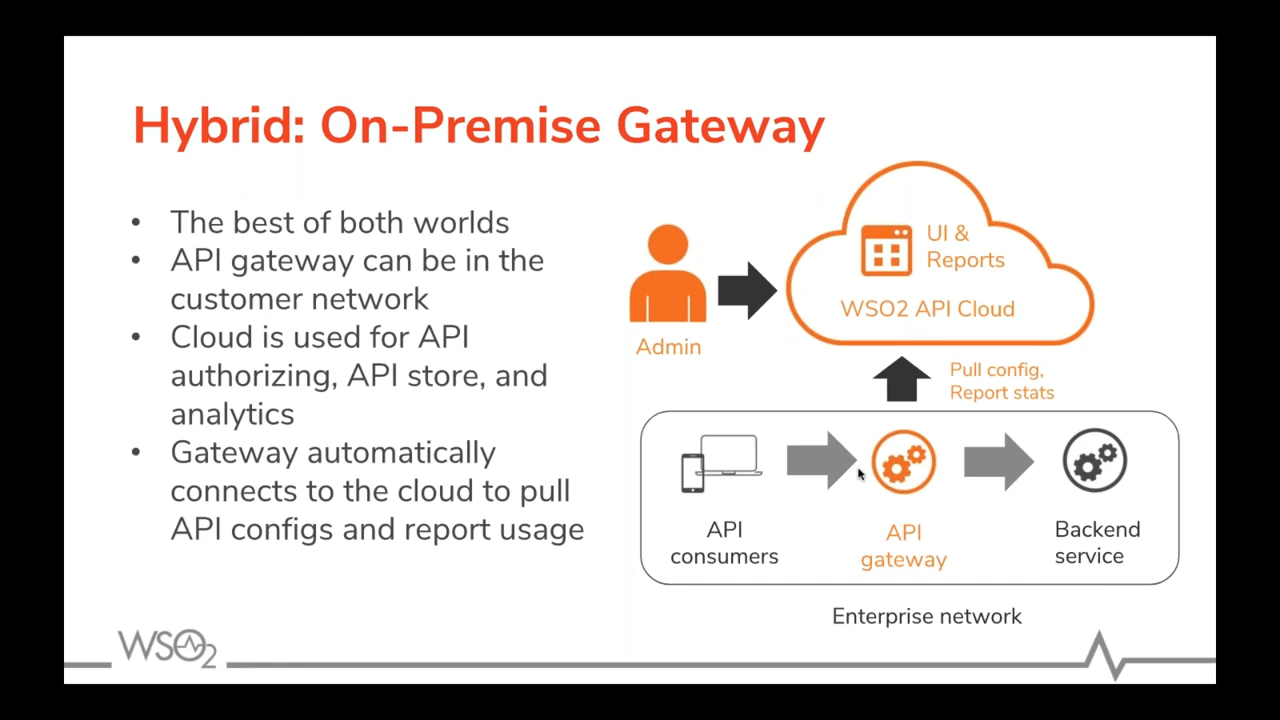 Hybrid: On-Premise Gateway
• The best of both worlds
• API gateway can be in the
customer network
• Cloud is used for API
authorizing, API store, and
analytics
• Gateway automatically
connects to the cloud to pull
API configs and report usage
UI &
Reports
WSO2 API Cloud
Admin
Pull config,
Report stats
API
consumers
API
gateway
Backend
service
Enterprise network
WSO2